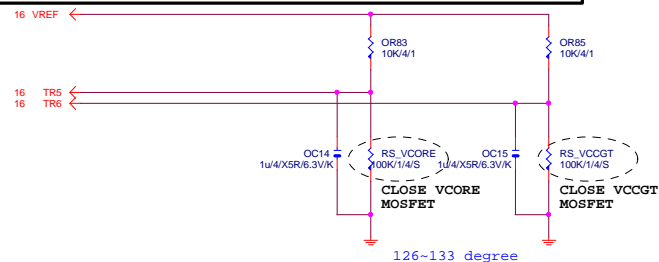 16 VREF
OR83
10K/4/1
OR85
10K/4/1
16 TR5
16 TR6
OC14
1u/4/X5R/6.3V/K
RS_VCORE
100K/1/4/S
OC15
1u/4/X5R/6.3V/K
RS_VCCGT
100K/1/4/S
CLOSE VCORE
MOSFET
CLOSE VCCGT
MOSFET
126~133 degree